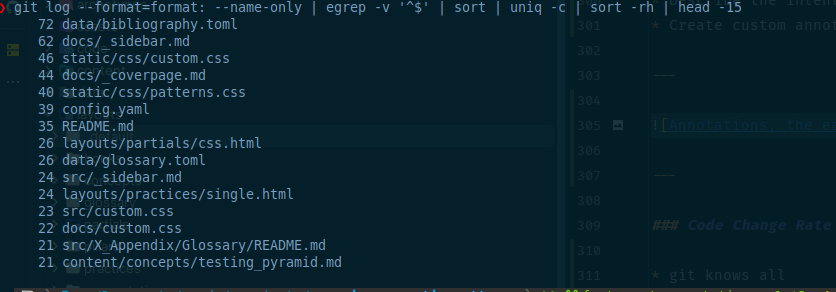 git log --format=format: --name-only | egrep -v '^$' | sort | uniq -c | sort -rh | head -15
72 data/bibliography.toml
62 docs/_sidebar.md
46 static/css/custom.css
44 docs/_coverpage.md
40 static/css/patterns.css
39 config.yaml
35 README.md
26 layouts/partials/css.html
26 data/glossary.toml
24 src/_sidebar.md
24 layouts/practices/single.html
23 src/custom.css
22 docs/custom.css
21 src/X_Appendix/Glossary/README.md
21 content/concepts/testing_pyramid.md
practices
301 * Create custom annot
302
303 ---
304
305 ![Annotations, the ea
306
307 ---
308
309 ### Code Change Rate
310
311 * git knows all